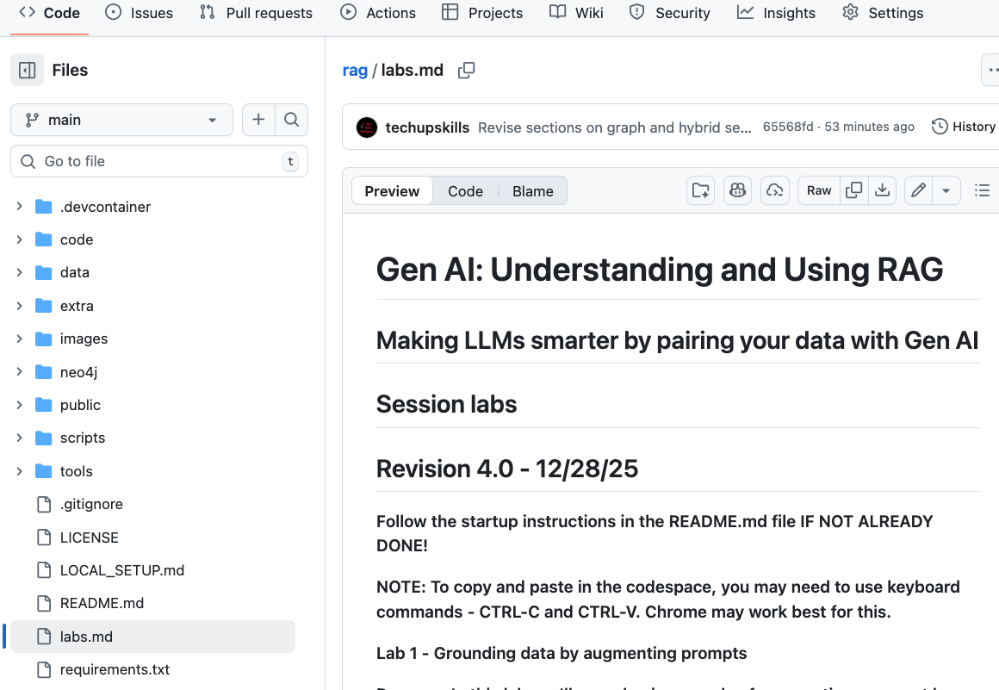 Code Issues Pull requests Actions Projects Wiki Security Insights Settings
Files
main
Go to file t
.devcontainer
code
data
extra
images
neo4j
public
scripts
tools
.gitignore
LICENSE
LOCAL_SETUP.md
README.md
labs.md
requirements.txt
rag / labs.md
techupskills Revise sections on graph and hybrid se... 65568fd · 53 minutes ago History
Preview Code Blame Raw
Gen AI: Understanding and Using RAG
Making LLMs smarter by pairing your data with Gen AI
Session labs
Revision 4.0 - 12/28/25
Follow the startup instructions in the README.md file IF NOT ALREADY
DONE!
NOTE: To copy and paste in the codespace, you may need to use keyboard
commands - CTRL-C and CTRL-V. Chrome may work best for this.
Lab 1 - Grounding data by augmenting prompts